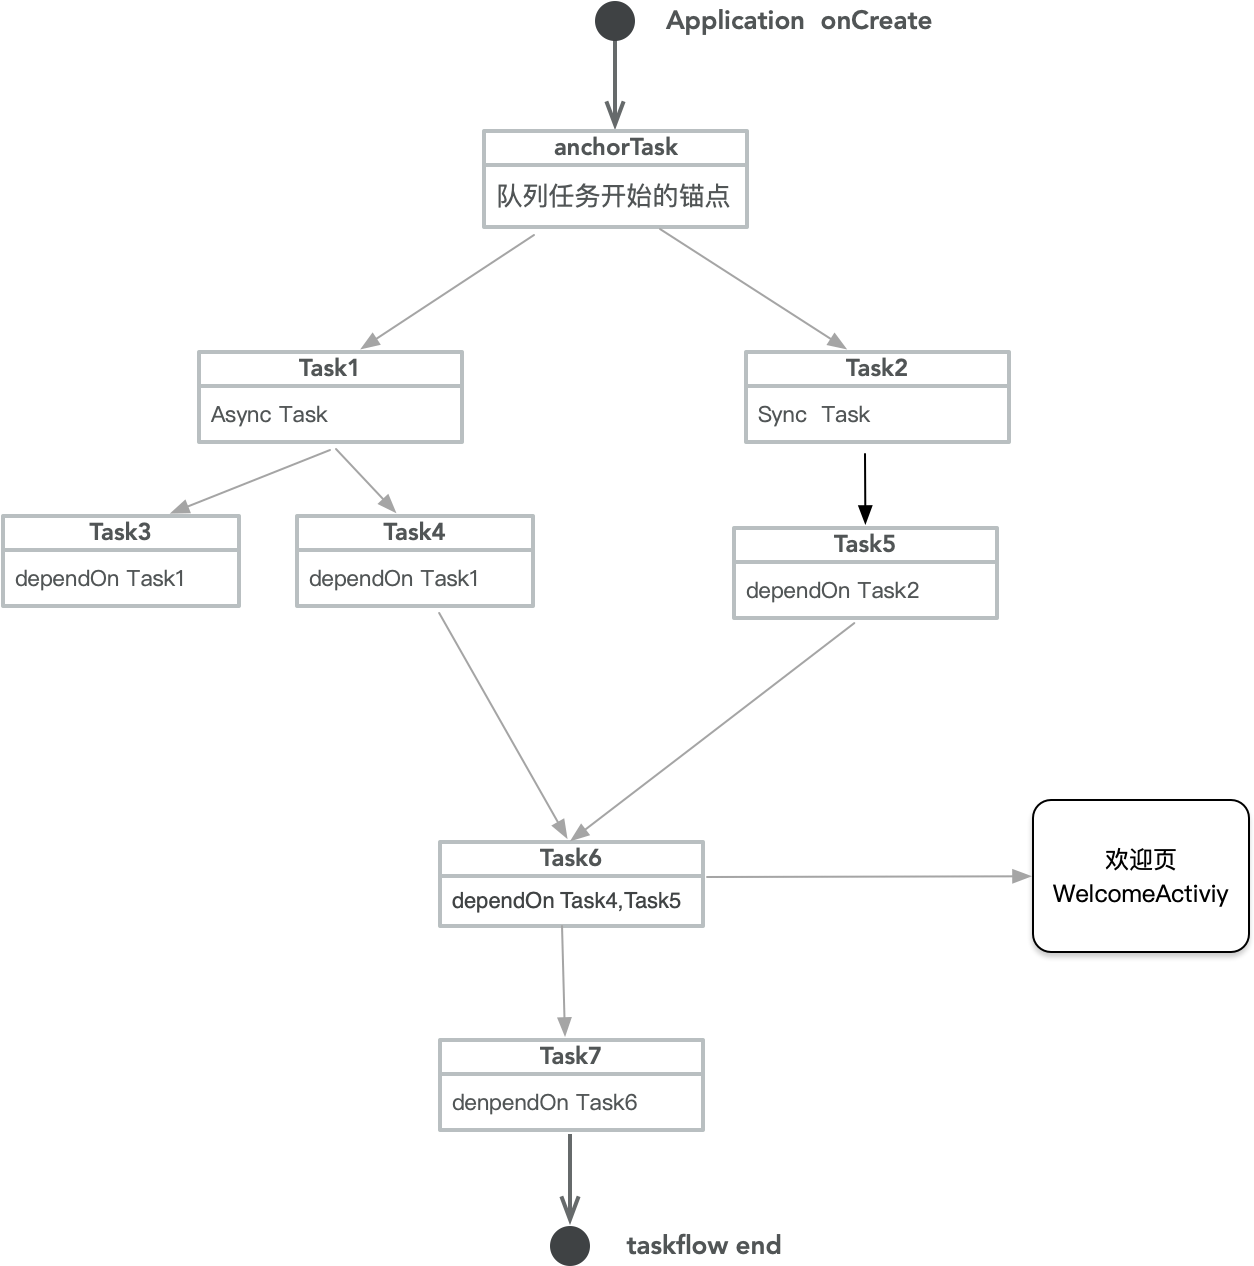 Application onCreate
anchorTask
队列任务开始的锚点
Task1
Async Task
Task2
Sync Task
Task3
dependOn Task1
Task4
dependOn Task1
Task5
dependOn Task2
Task6
dependOn Task4,Task5
欢迎页
WelcomeActiviy
Task7
denpendOn Task6
taskflow end